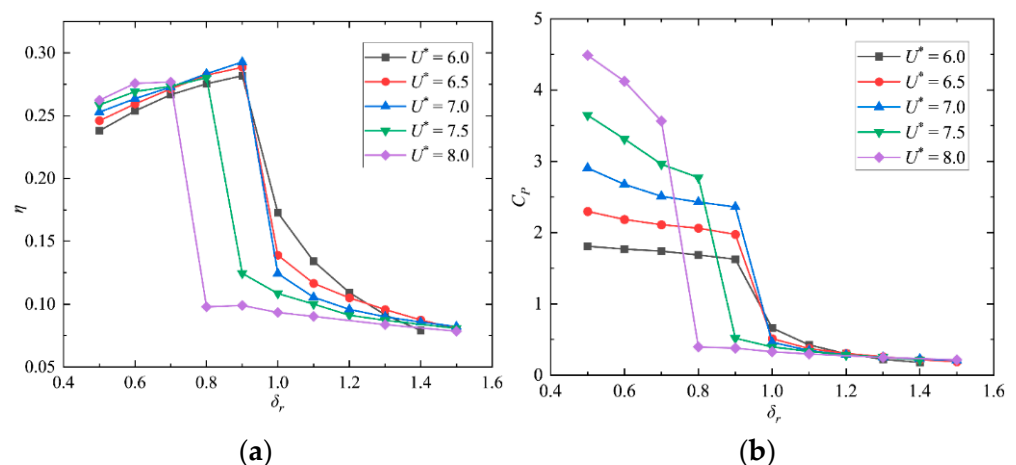 0.30
0.25
0.20
0.15
0.10
0.05
η
0.4 0.6 0.8 1.0 1.2 1.4 1.6
δr
U* = 6.0
U* = 6.5
U* = 7.0
U* = 7.5
U* = 8.0
(a)
5
4
3
2
1
0
CP
0.4 0.6 0.8 1.0 1.2 1.4 1.6
δr
U* = 6.0
U* = 6.5
U* = 7.0
U* = 7.5
U* = 8.0
(b)